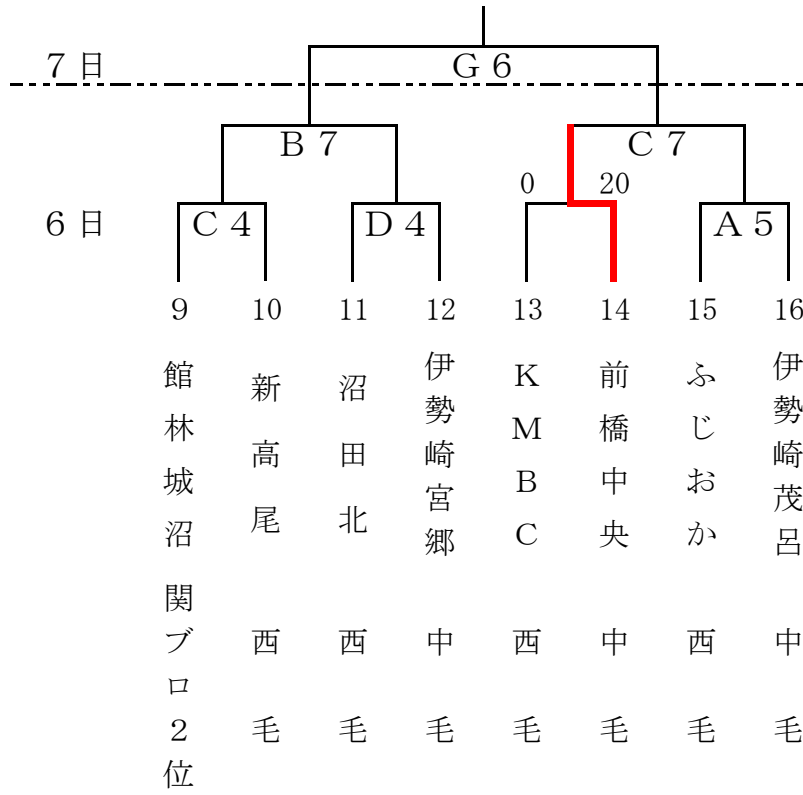 7日
G6
B7
C7
0
20
6日
C4
D4
A5
9
10
11
12
13
14
15
16
館林城沼
新高尾
沼田北
伊勢崎宮郷
KMBC
前橋中央
ふじおか
伊勢崎茂呂
関ブロ2位
西毛
西毛
中毛
西毛
中毛
西毛
中毛